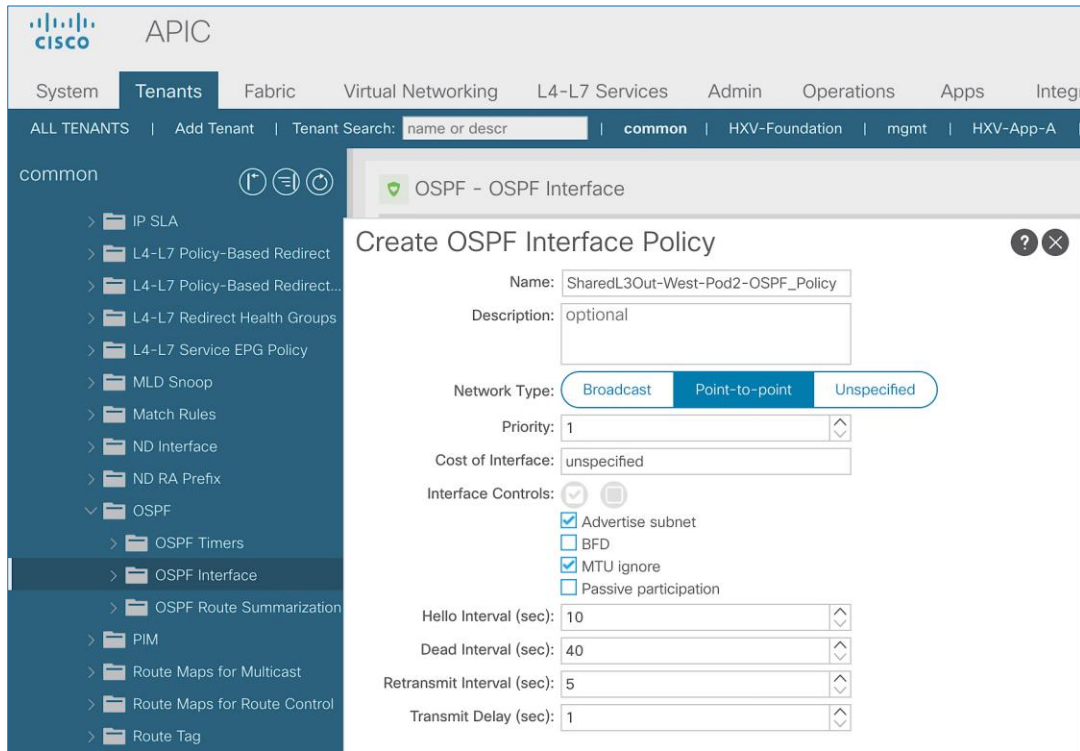 CISCO
APIC
System Tenants Fabric Virtual Networking L4-L7 Services Admin Operations Apps Integr
ALL TENANTS | Add Tenant | Tenant Search: name or descr | common | HXV-Foundation | mgmt | HXV-App-A |
common
OSPF - OSPF Interface
IP SLA
L4-L7 Policy-Based Redirect
L4-L7 Policy-Based Redirect...
L4-L7 Redirect Health Groups
L4-L7 Service EPG Policy
MLD Snoop
Match Rules
ND Interface
ND RA Prefix
OSPF
OSPF Timers
OSPF Interface
OSPF Route Summarization
PIM
Route Maps for Multicast
Route Maps for Route Control
Route Tag
Create OSPF Interface Policy
Name: SharedL3Out-West-Pod2-OSPF_Policy
Description: optional
Network Type: Broadcast Point-to-point Unspecified
Priority: 1
Cost of Interface: unspecified
Interface Controls:
Advertise subnet
BFD
MTU ignore
Passive participation
Hello Interval (sec): 10
Dead Interval (sec): 40
Retransmit Interval (sec): 5
Transmit Delay (sec): 1